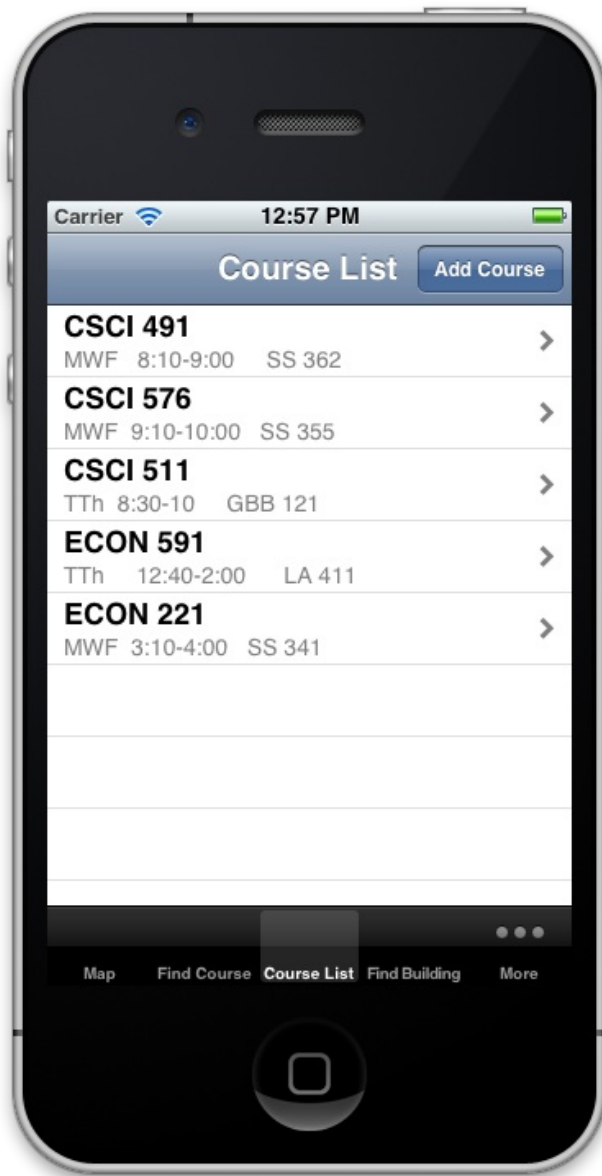 Carrier 12:57 PM
Course List Add Course
CSCI 491
MWF 8:10-9:00 SS 362
CSCI 576
MWF 9:10-10:00 SS 355
CSCI 511
TTh 8:30-10 GBB 121
ECON 591
TTh 12:40-2:00 LA 411
ECON 221
MWF 3:10-4:00 SS 341
Map Find Course Course List Find Building More